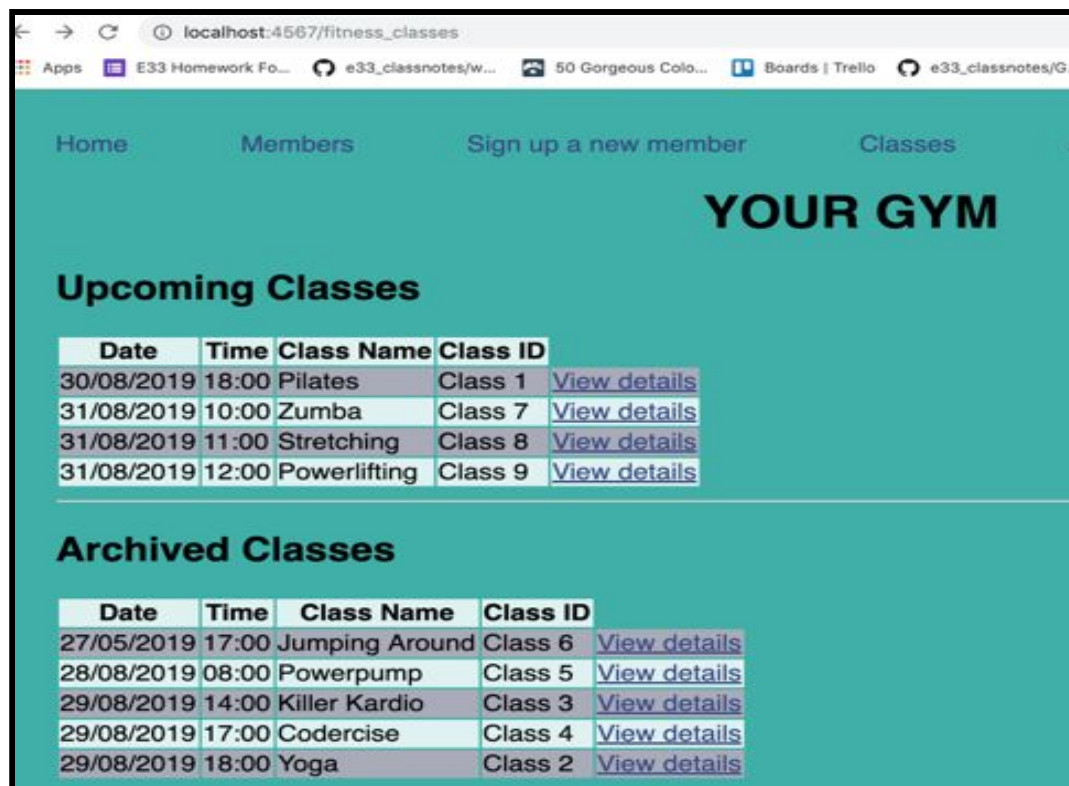 localhost:4567/fitness_classes
Apps E33 Homework Fo... e33_classnotes/w... 50 Gorgeous Colo... Boards | Trello e33_classnotes/G
Home Members Sign up a new member Classes
YOUR GYM
Upcoming Classes
Date Time Class Name Class ID
30/08/2019 18:00 Pilates Class 1 View details
31/08/2019 10:00 Zumba Class 7 View details
31/08/2019 11:00 Stretching Class 8 View details
31/08/2019 12:00 Powerlifting Class 9 View details
Archived Classes
Date Time Class Name Class ID
27/05/2019 17:00 Jumping Around Class 6 View details
28/08/2019 08:00 Powerpump Class 5 View details
29/08/2019 14:00 Killer Kardio Class 3 View details
29/08/2019 17:00 Codercise Class 4 View details
29/08/2019 18:00 Yoga Class 2 View details